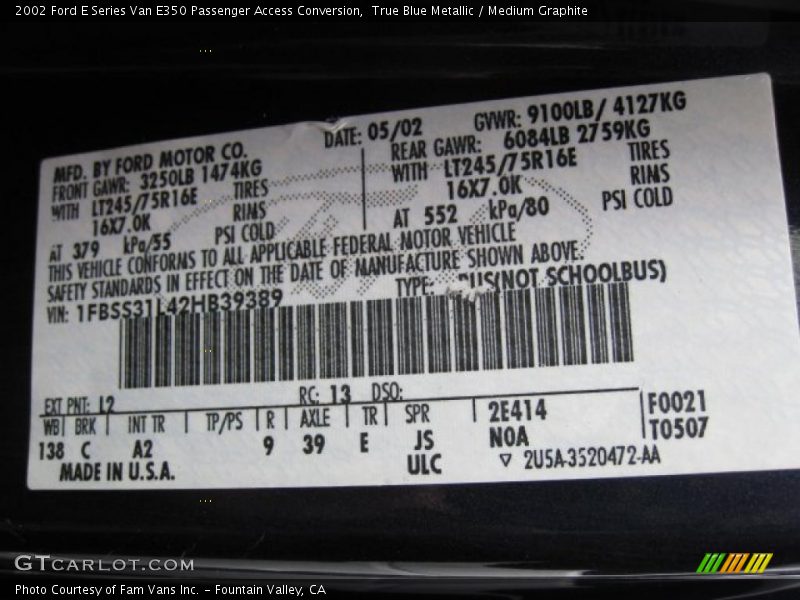 2002 Ford E Series Van E350 Passenger Access Conversion,  True Blue Metallic / Medium Graphite
MFD. BY FORD MOTOR CO.
DATE: 05/02
GVWR: 9100LB/ 4127KG
FRONT GAWR: 3250LB 1474KG
REAR GAWR: 6084LB 2759KG
WITH LT245/75R16E TIRES
WITH LT245/75R16E TIRES
16X7.0K RINS
16X7.0K RINS
AT 379 kPa/55 PSI COLD
AT 552 kPa/80 PSI COLD
THIS VEHICLE CONFORMS TO ALL APPLICABLE FEDERAL MOTOR VEHICLE
SAFETY STANDARDS IN EFFECT ON THE DATE OF MANUFACTURE SHOWN ABOVE.
VIN: 1FBSS31L42HB39389
TYPE: BUS(NOT SCHOOLBUS)
EXT PNT: L2 RC: 13 DSO:
WB BRK INT TR TP/PS R AXLE TR SPR 2E414 F0021
138 C A2 9 39 E JS N0A T0507
MADE IN U.S.A. ULC ▽ 2U5A-3520472-AA
GTCARLOT.COM
Photo Courtesy of Fam Vans Inc. – Fountain Valley, CA